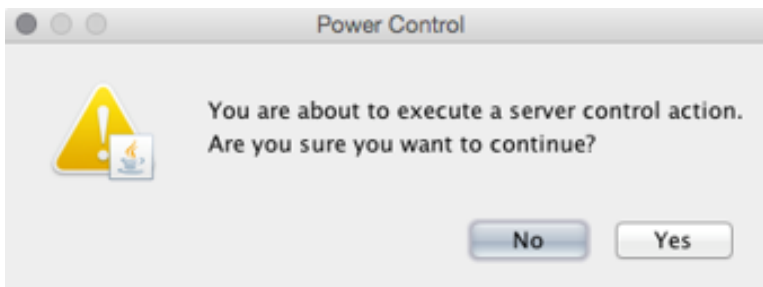 Power Control
You are about to execute a server control action.
Are you sure you want to continue?
No
Yes